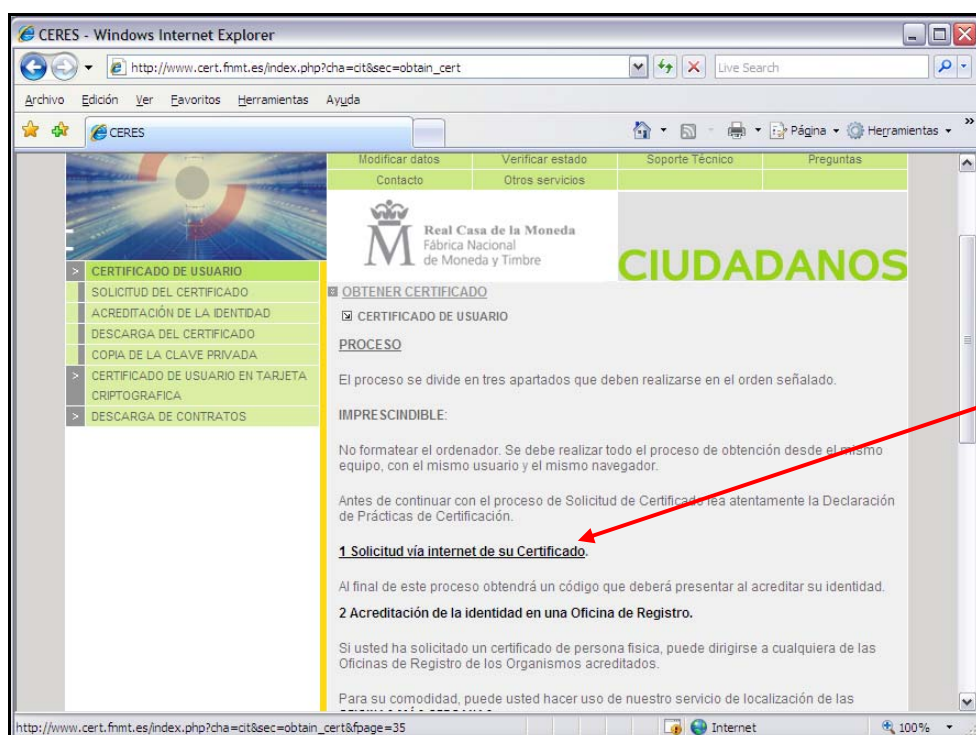 CERES - Windows Internet Explorer
http://www.cert.fnmt.es/index.php?cha=cit&sec=obtain_cert
Live Search
Archivo Edición Ver Favoritos Herramientas Ayuda
CERES
Página Herramientas
Modificar datos Verificar estado Soporte Técnico Preguntas
Contacto Otros servicios
Real Casa de la Moneda
Fábrica Nacional
de Moneda y Timbre
CIUDADANOS
> CERTIFICADO DE USUARIO
SOLICITUD DEL CERTIFICADO
ACREDITACIÓN DE LA IDENTIDAD
DESCARGA DEL CERTIFICADO
COPIA DE LA CLAVE PRIVADA
> CERTIFICADO DE USUARIO EN TARJETA
CRIPTOGRAFICA
> DESCARGA DE CONTRATOS
OBTENER CERTIFICADO
CERTIFICADO DE USUARIO
PROCESO
El proceso se divide en tres apartados que deben realizarse en el orden señalado.
IMPRESCINDIBLE:
No formatear el ordenador. Se debe realizar todo el proceso de obtención desde el mismo
equipo, con el mismo usuario y el mismo navegador.
Antes de continuar con el proceso de Solicitud de Certificado lea atentamente la Declaración
de Prácticas de Certificación.
1 Solicitud vía internet de su Certificado.
Al final de este proceso obtendrá un código que deberá presentar al acreditar su identidad.
2 Acreditación de la identidad en una Oficina de Registro.
Si usted ha solicitado un certificado de persona fisica, puede dirigirse a cualquiera de las
Oficinas de Registro de los Organismos acreditados.
Para su comodidad, puede usted hacer uso de nuestro servicio de localización de las
http://www.cert.fnmt.es/index.php?cha=cit&sec=obtain_cert&fpage=35
Internet
100%